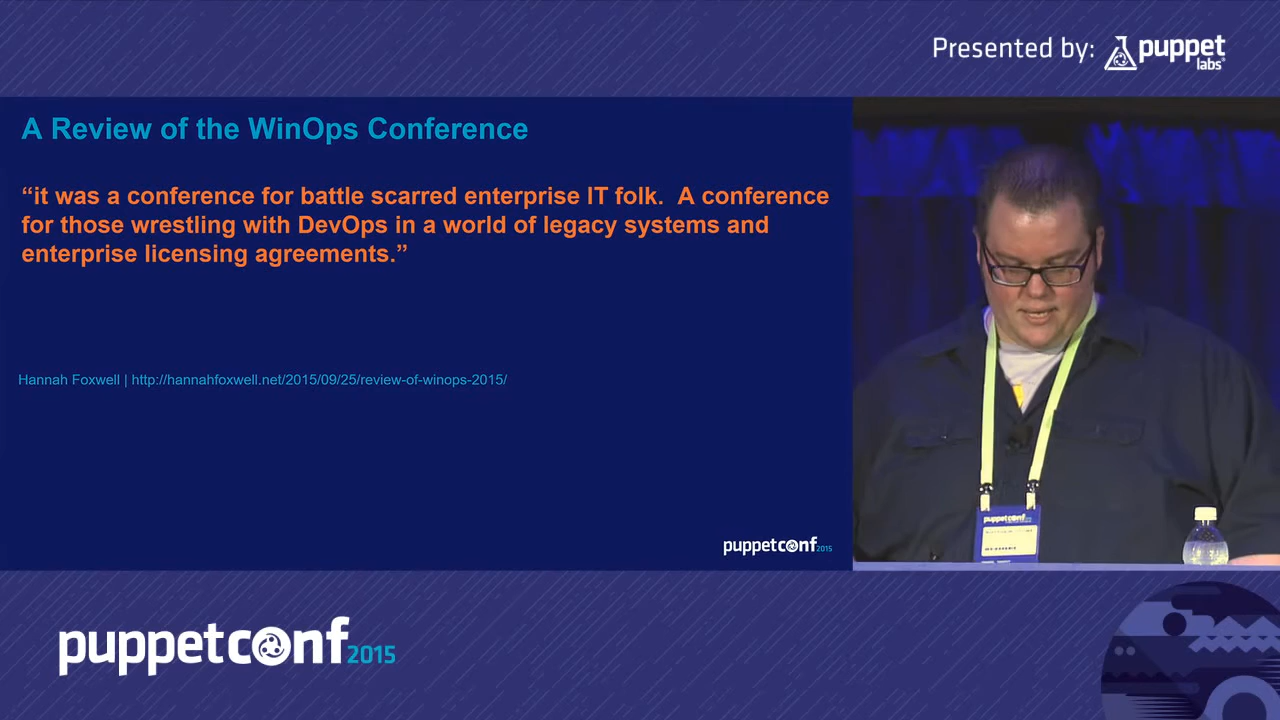 Presented by: puppet
labs
A Review of the WinOps Conference
“it was a conference for battle scarred enterprise IT folk.  A conference
for those wrestling with DevOps in a world of legacy systems and
enterprise licensing agreements.”
Hannah Foxwell | http://hannahfoxwell.net/2015/09/25/review-of-winops-2015/
puppetconf 2015
puppetconf
puppetconf 2015